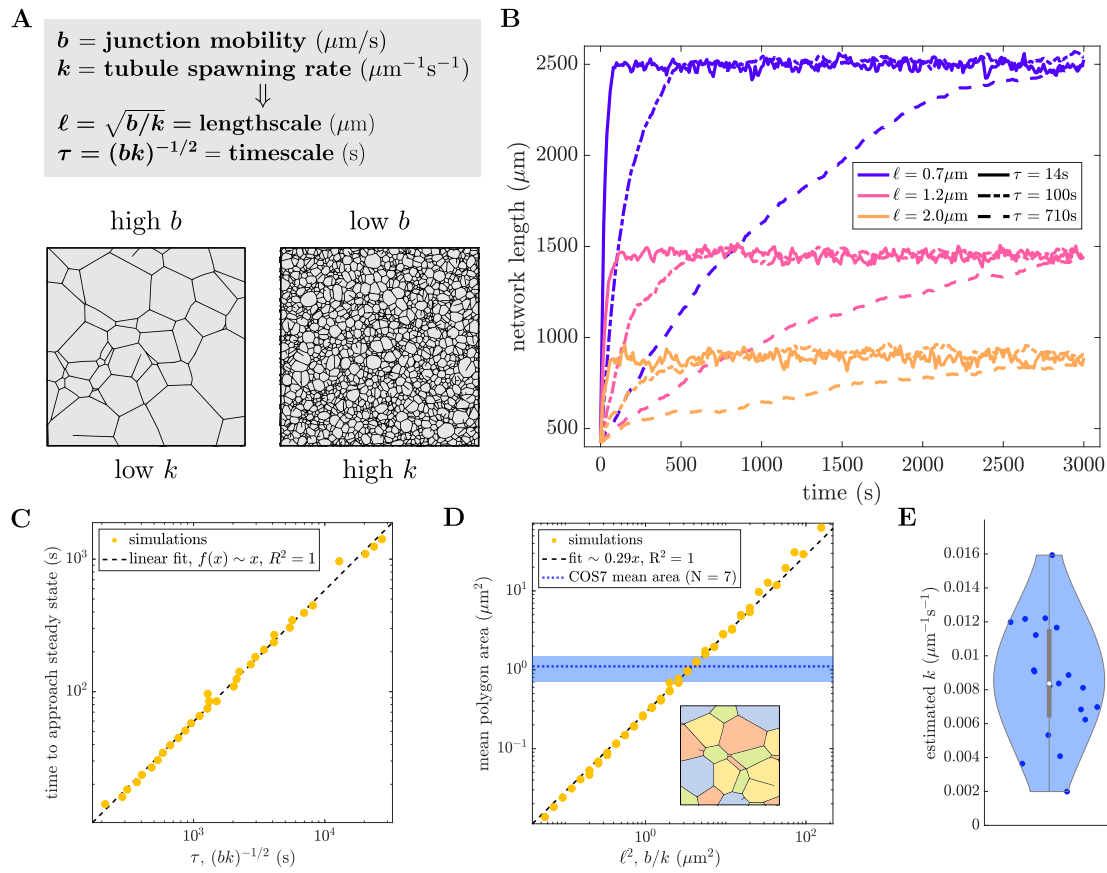 A
b = junction mobility (μm/s)
k = tubule spawning rate (μm⁻¹s⁻¹)
⇓
ℓ = √b/k = lengthscale (μm)
τ = (bk)⁻¹/² = timescale (s)
high b
low b
low k
high k
B
network length (μm)
2500
2000
1500
1000
500
0
500
1000
1500
2000
2500
3000
time (s)
ℓ = 0.7μm
τ = 14s
ℓ = 1.2μm
τ = 100s
ℓ = 2.0μm
τ = 710s
C
time to approach steady state (s)
10³
10²
10³
10⁴
τ, (bk)⁻¹/² (s)
simulations
linear fit, f(x) ∼ x, R² = 1
D
mean polygon area (μm²)
10¹
10⁰
10⁻¹
10⁰
10²
ℓ², b/k (μm²)
simulations
fit ∼ 0.29x, R² = 1
COS7 mean area (N = 7)
E
estimated k (μm⁻¹s⁻¹)
0.016
0.014
0.012
0.01
0.008
0.006
0.004
0.002
0